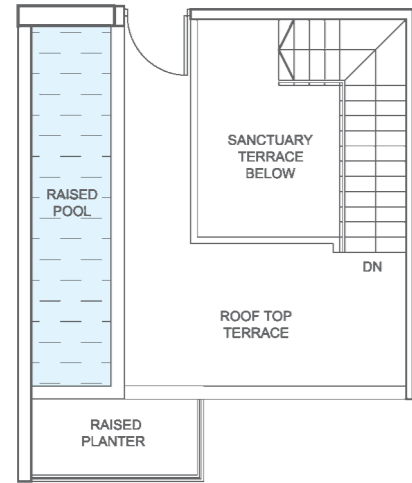 SANCTUARY
TERRACE
BELOW
RAISED
POOL
DN
ROOF TOP
TERRACE
RAISED
PLANTER